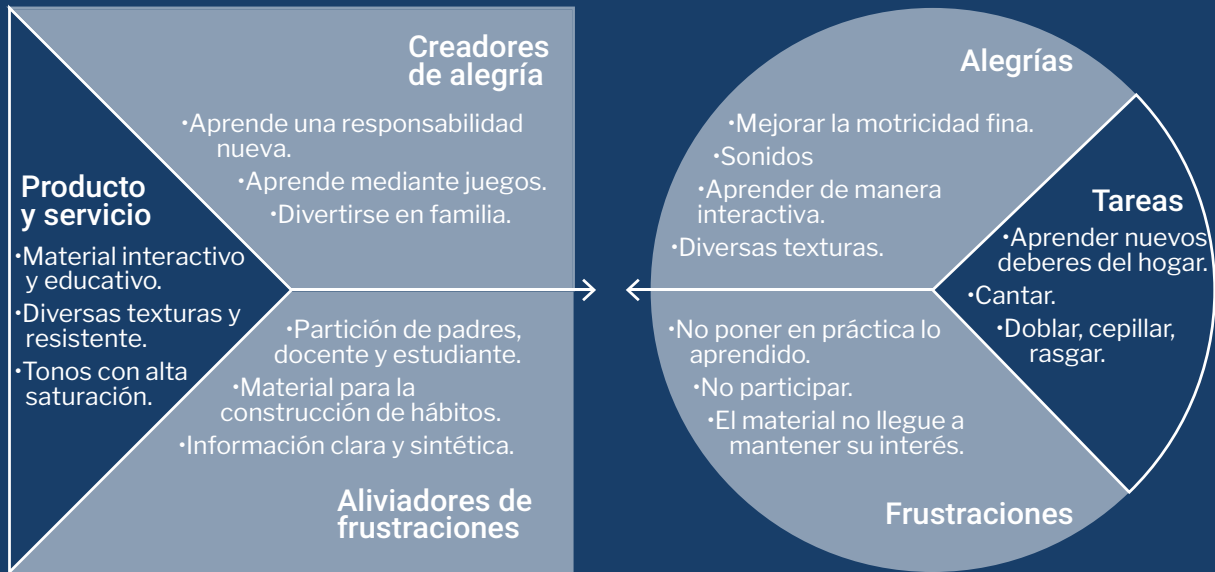 Creadores
de alegría
•Aprende una responsabilidad
nueva.
•Aprende mediante juegos.
•Divertirse en familia.
Producto
y servicio
•Material interactivo
y educativo.
•Diversas texturas y
resistente.
•Tonos con alta
saturación.
•Partición de padres,
docente y estudiante.
•Material para la
construcción de hábitos.
•Información clara y sintética.
Aliviadores de
frustraciones
Alegrías
•Mejorar la motricidad fina.
•Sonidos
•Aprender de manera
interactiva.
•Diversas texturas.
Tareas
•Aprender nuevos
deberes del hogar.
•Cantar.
•Doblar, cepillar,
rasgar.
•No poner en práctica lo
aprendido.
•No participar.
•El material no llegue a
mantener su interés.
Frustraciones